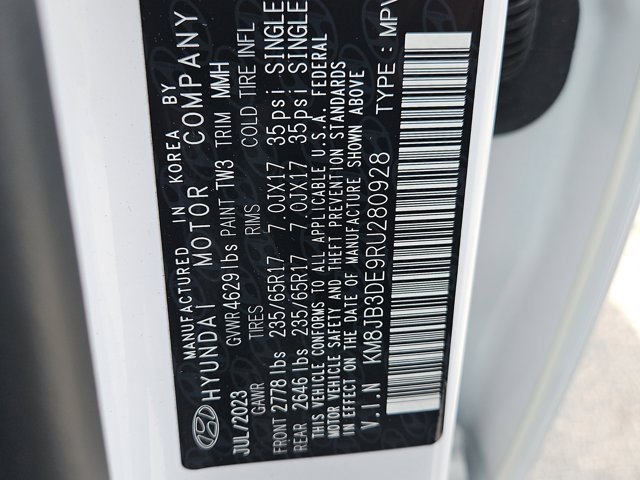 MANUFACTURED IN KOREA BY
HYUNDAI MOTOR COMPANY
JUL/2023 GVWR 4629 lbs PAINT TW3 TRIM MMH
GAWR TIRES RIMS COLD TIRE INFL
FRONT 2778 lbs 235/65R17 7.0JX17 35psi SINGLE
REAR 2646 lbs 235/65R17 7.0JX17 35psi SINGLE
THIS VEHICLE CONFORMS TO ALL APPLICABLE U.S.A. FEDERAL
MOTOR VEHICLE SAFETY AND THEFT PREVENTION STANDARDS
IN EFFECT ON THE DATE OF MANUFACTURE SHOWN ABOVE
V.I.N KM8JB3DE9RU280928 TYPE : MPV